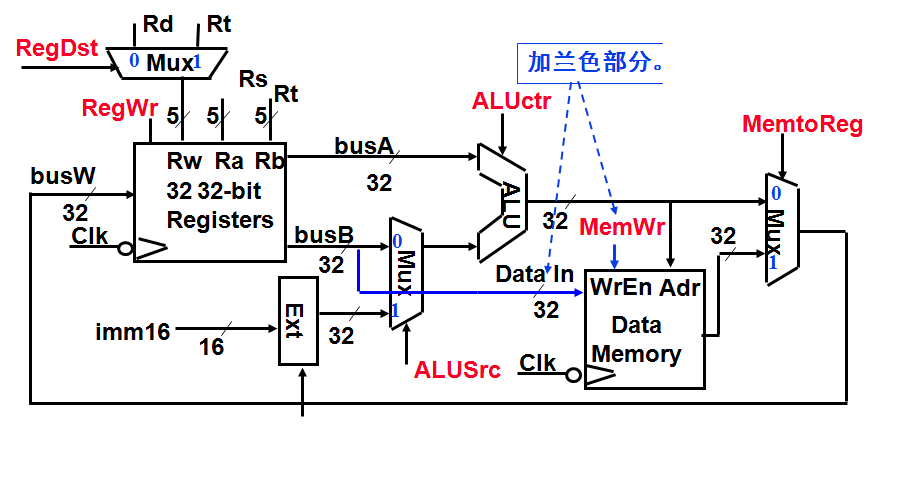 Rd Rt
RegDst
0 Mux 1
加兰色部分。
Rs
Rt
RegWr
5 5 5
ALUctr
MemtoReg
busA
32
Rw Ra Rb
32 32-bit
Registers
busW
32
Clk
ALU
32
MemWr
0
Mux
1
32
busB
32
0
Mux
1
Data In
32
WrEn Adr
Data
Memory
Ext
imm16
16
32
ALUSrc
Clk